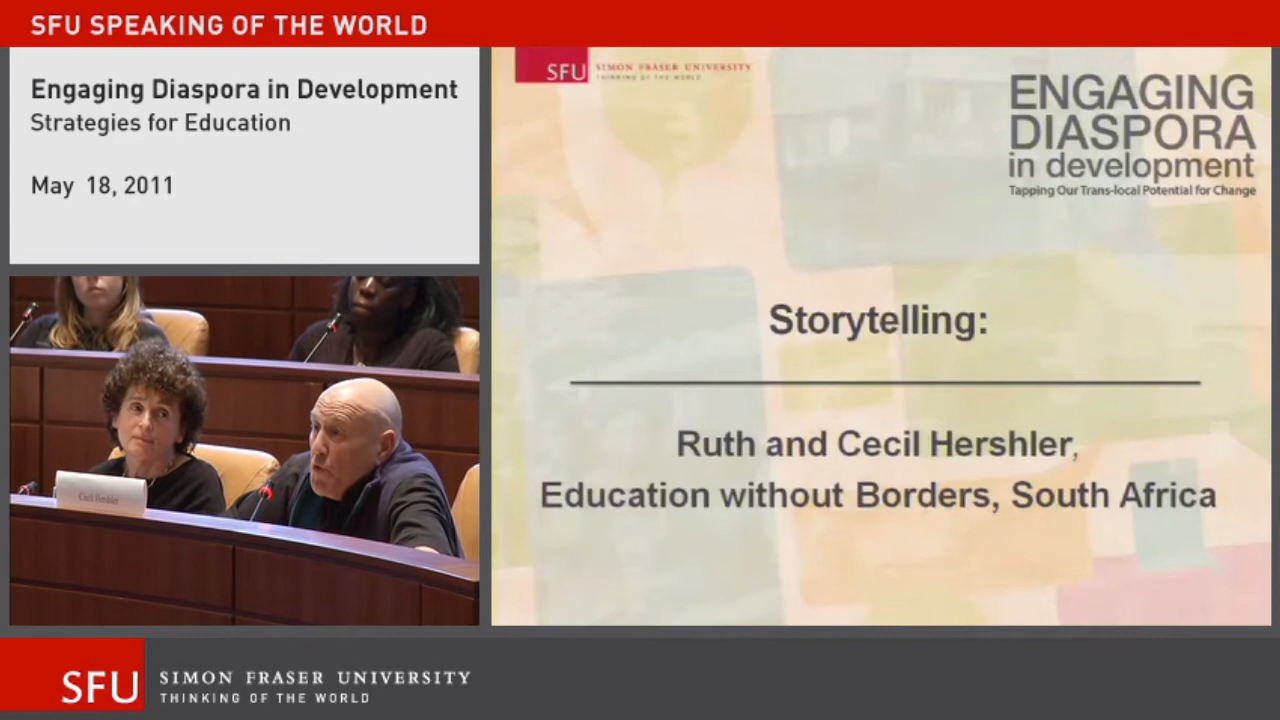 SFU SPEAKING OF THE WORLD
Engaging Diaspora in Development
Strategies for Education
May 18, 2011
SFU SIMON FRASER UNIVERSITY
THINKING OF THE WORLD
ENGAGING
DIASPORA
in development
Tapping Our Trans-local Potential for Change
Storytelling:
Ruth and Cecil Hershler,
Education without Borders, South Africa
Cecil Hershler
SFU SIMON FRASER UNIVERSITY
THINKING OF THE WORLD